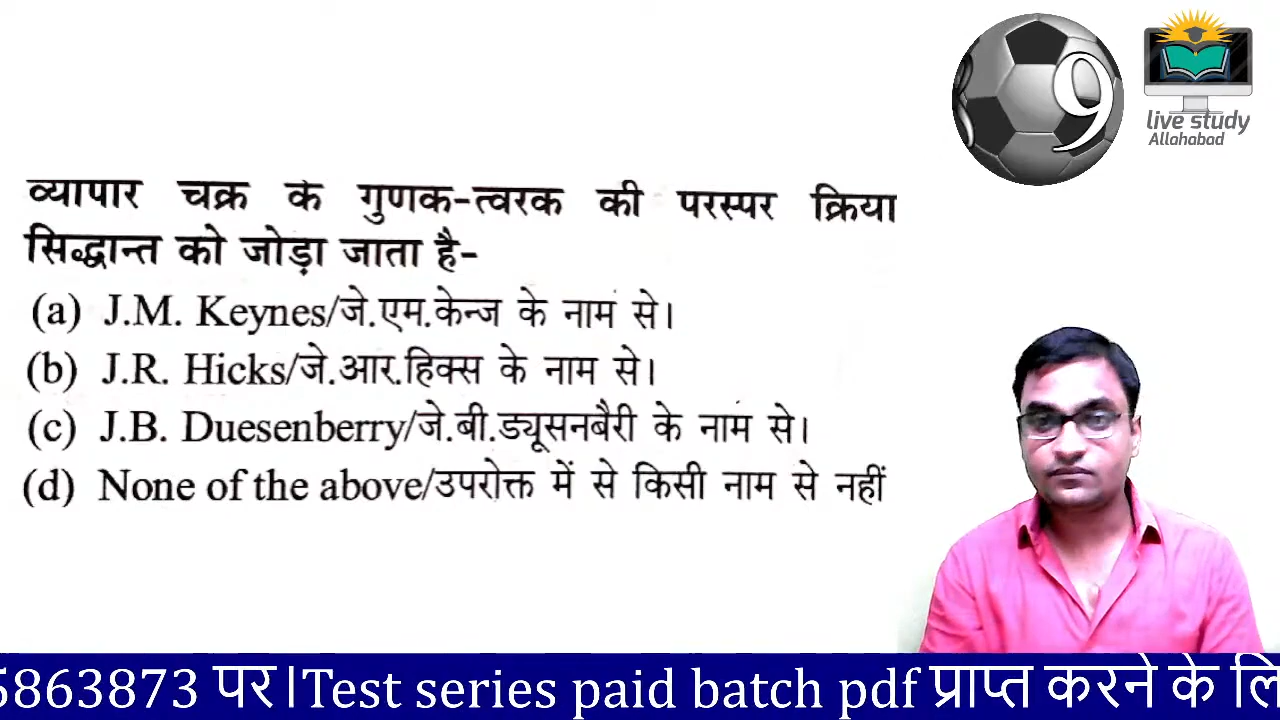 9
live study
Allahabad
व्यापार चक्र के गुणक-त्वरक की परस्पर क्रिया
सिद्धान्त को जोड़ा जाता है-
(a) J.M. Keynes/जे.एम.केन्ज के नाम से।
(b) J.R. Hicks/जे.आर.हिक्स के नाम से।
(c) J.B. Duesenberry/जे.बी.ड्यूसनबैरी के नाम से।
(d) None of the above/उपरोक्त में से किसी नाम से नहीं
5863873 पर।Test series paid batch pdf प्राप्त करने के लि